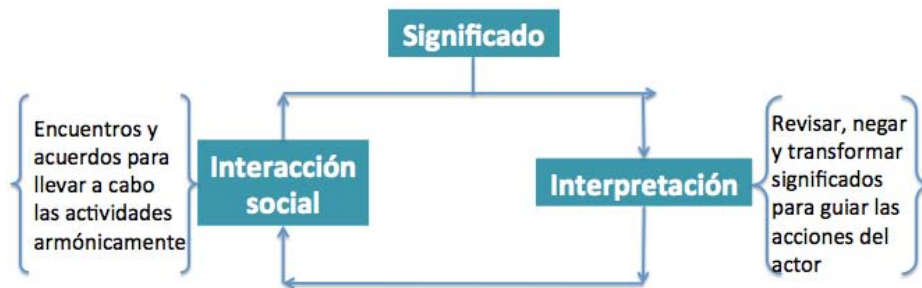 Significado
Encuentros y
acuerdos para
llevar a cabo
las actividades
armónicamente
Interacción
social
Interpretación
Revisar, negar
y transformar
significados
para guiar las
acciones del
actor